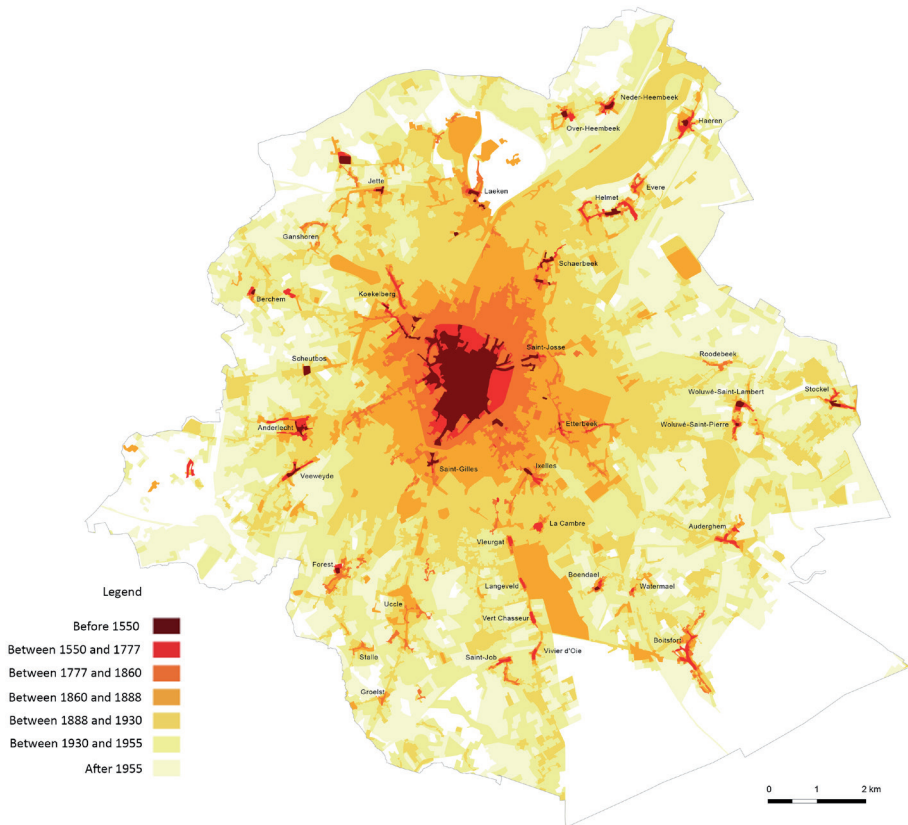 Neder-Heembeek
Over-Heembeek
Haeren
Jette
Laeken
Evere
Helmet
Ganshoren
Schaerbeek
Berchem
Koekelberg
Saint-Josse
Scheutbos
Roodebeek
Woluwé-Saint-Lambert
Stockel
Anderlecht
Etterbeek
Woluwé-Saint-Pierre
Saint-Gilles
Ixelles
Veeweyde
La Cambre
Auderghem
Vleurgat
Forest
Langeveld
Boendael
Watermael
Uccle
Vert Chasseur
Boitsfort
Stalle
Saint-Job
Vivier d'Oie
Groelst
Legend
Before 1550
Between 1550 and 1777
Between 1777 and 1860
Between 1860 and 1888
Between 1888 and 1930
Between 1930 and 1955
After 1955
0 1 2 km